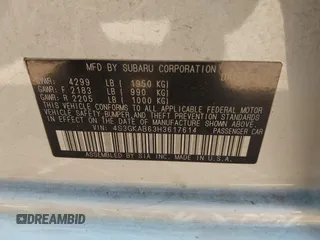 MFD BY SUBARU CORPORATION
GVWR: 4299 LB ( 1950 KG)
GAWR: F 2183 LB ( 990 KG)
GAWR: R 2205 LB ( 1000 KG)
THIS VEHICLE CONFORMS TO ALL APPLICABLE FEDERAL MOTOR
VEHICLE SAFETY, BUMPER, AND THEFT PREVENTION STANDARDS
IN EFFECT ON THE DATE OF MANUFACTURE SHOWN ABOVE.
VIN: 4S3GKAB63H3617614 PASSENGER CAR
ASSEMBLED BY SIA INC. MADE IN U.S.A.
DREAMBID